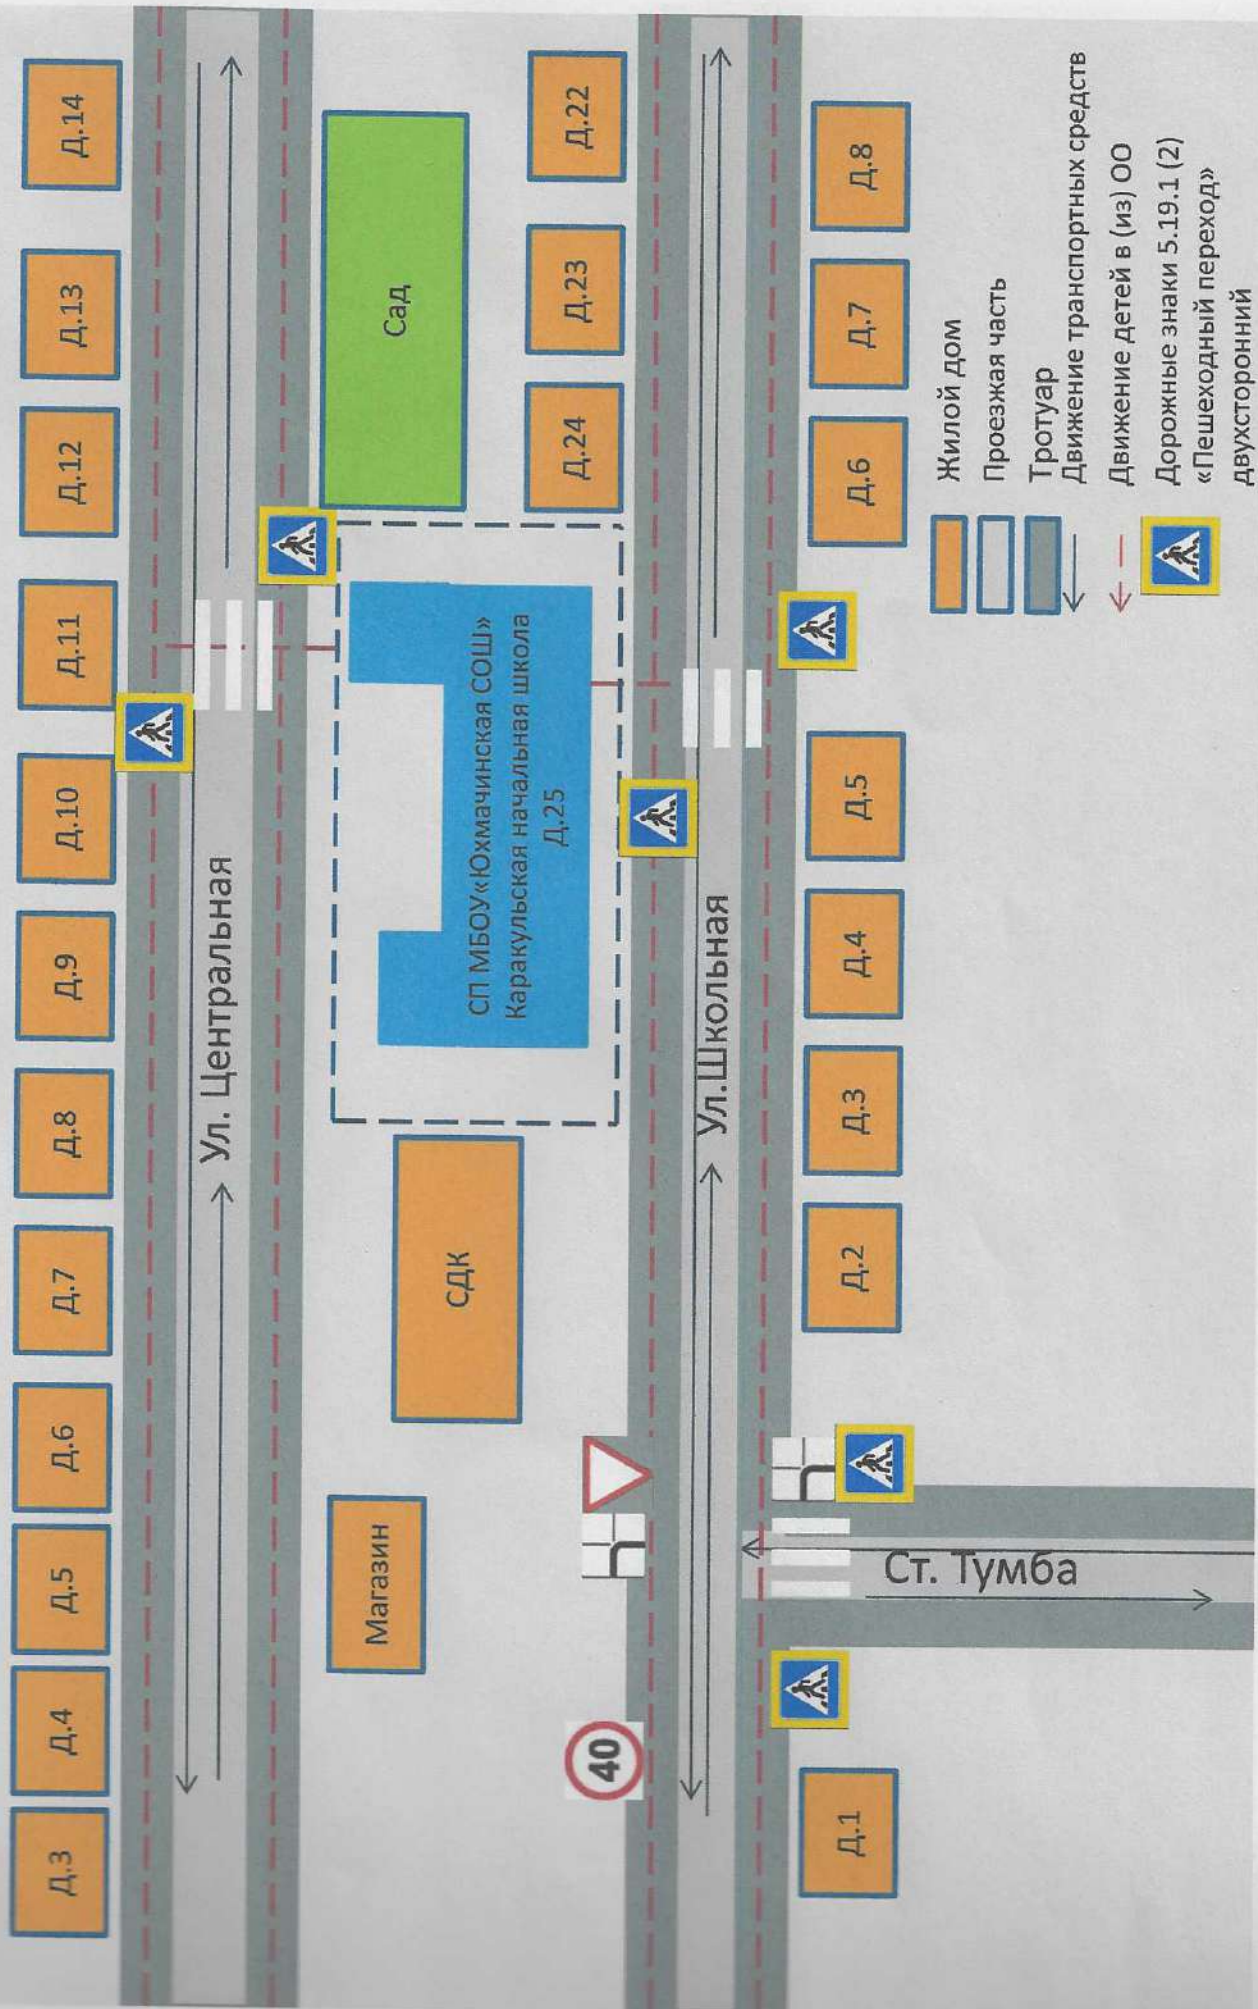 Д.3
Д.4
Д.5
Д.6
Д.7
Д.8
Д.9
Д.10
Д.11
Д.12
Д.13
Д.14
Ул. Центральная
Магазин
СДК
СП МБОУ«Юхмачинская СОШ»
Каракульская начальная школа
Д.25
Сад
Д.24
Д.23
Д.22
40
Ул.Школьная
Д.1
Ст. Тумба
Д.2
Д.3
Д.4
Д.5
Д.6
Д.7
Д.8
Жилой дом
Проезжая часть
Тротуар
Движение транспортных средств
Движение детей в (из) ОО
Дорожные знаки 5.19.1 (2)
«Пешеходный переход»
двухсторонний